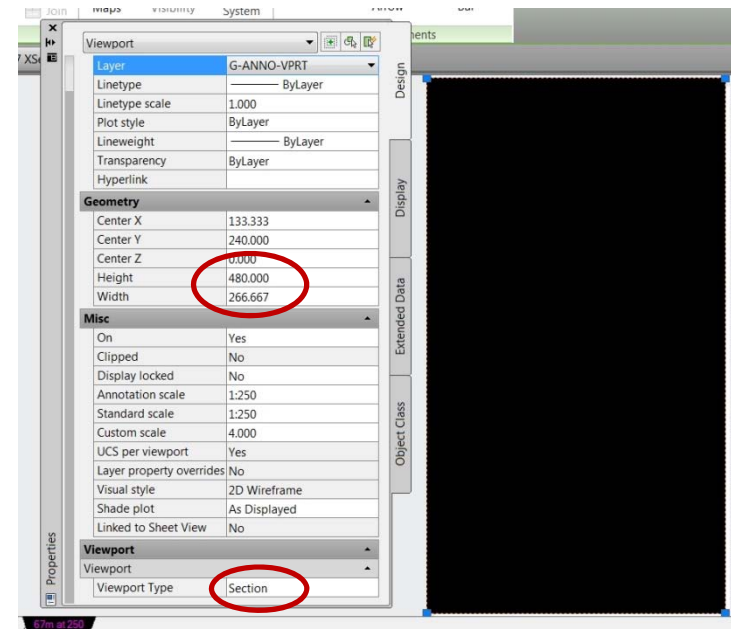 Join Maps Visibility System Arrow Bar
ments
7 XSe
Viewport
Layer G-ANNO-VPRT
Linetype ByLayer
Linetype scale 1.000
Plot style ByLayer
Lineweight ByLayer
Transparency ByLayer
Hyperlink
Geometry
Center X 133.333
Center Y 240.000
Center Z 0.000
Height 480.000
Width 266.667
Misc
On Yes
Clipped No
Display locked No
Annotation scale 1:250
Standard scale 1:250
Custom scale 4.000
UCS per viewport Yes
Layer property overrides No
Visual style 2D Wireframe
Shade plot As Displayed
Linked to Sheet View No
Viewport
Viewport
Viewport Type Section
Design
Display
Extended Data
Object Class
Properties
67m at 250